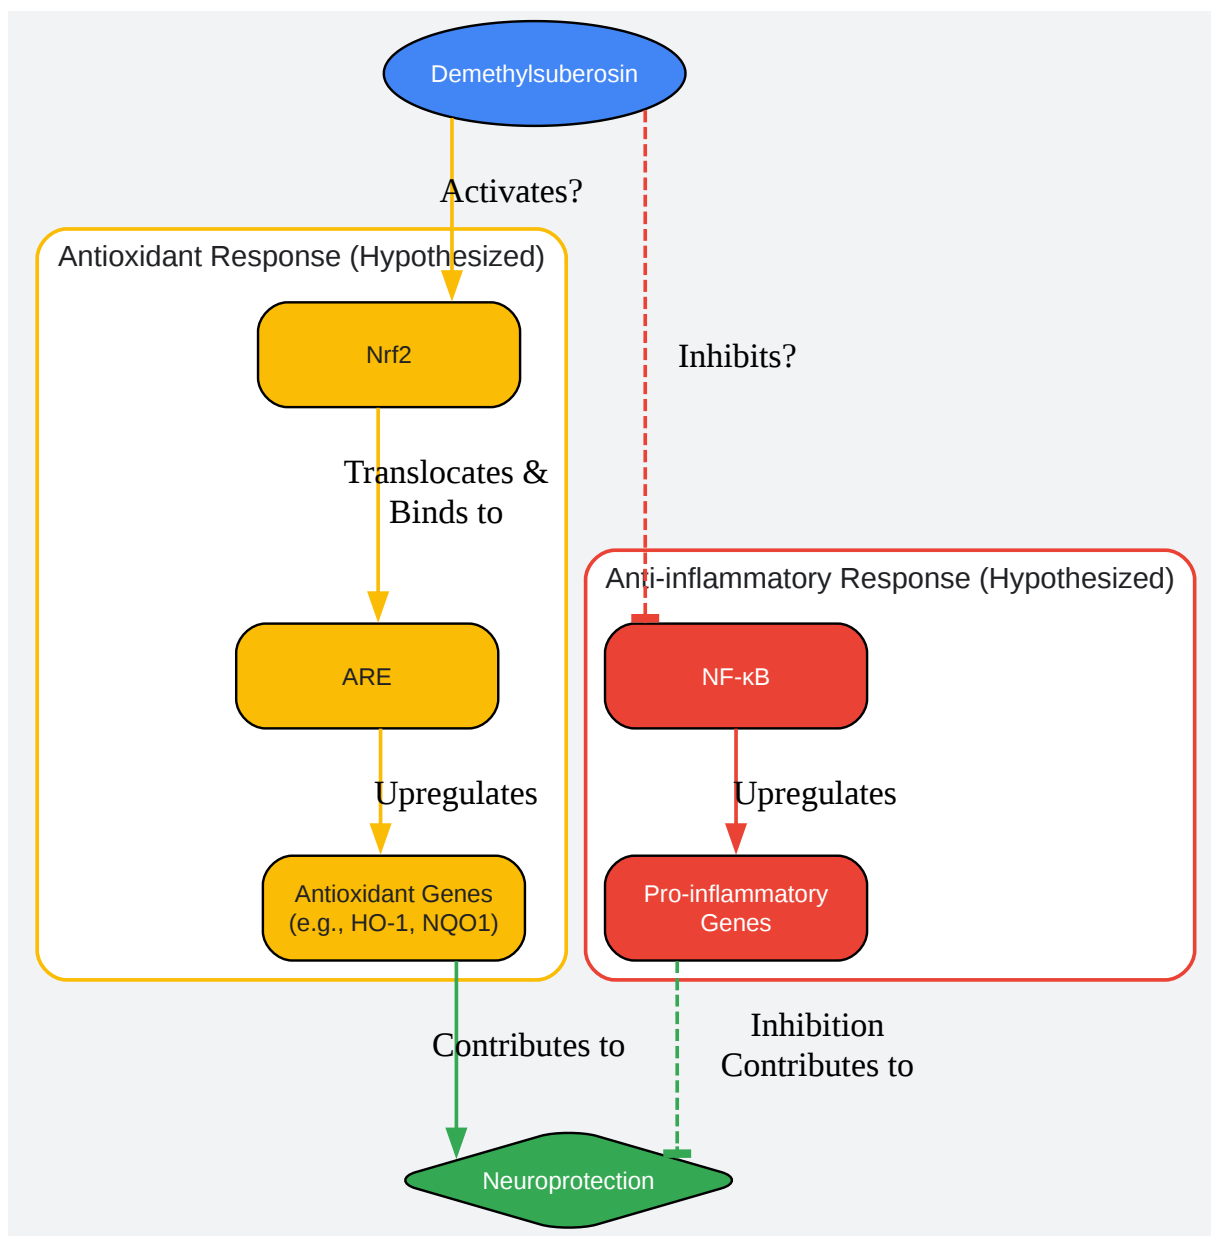 Demethylsuberosin
Activates?
Antioxidant Response (Hypothesized)
Nrf2
Inhibits?
Translocates &
Binds to
Anti-inflammatory Response (Hypothesized)
ARE
NF-κB
Upregulates
Upregulates
Antioxidant Genes
(e.g., HO-1, NQO1)
Pro-inflammatory
Genes
Contributes to
Inhibition
Contributes to
Neuroprotection